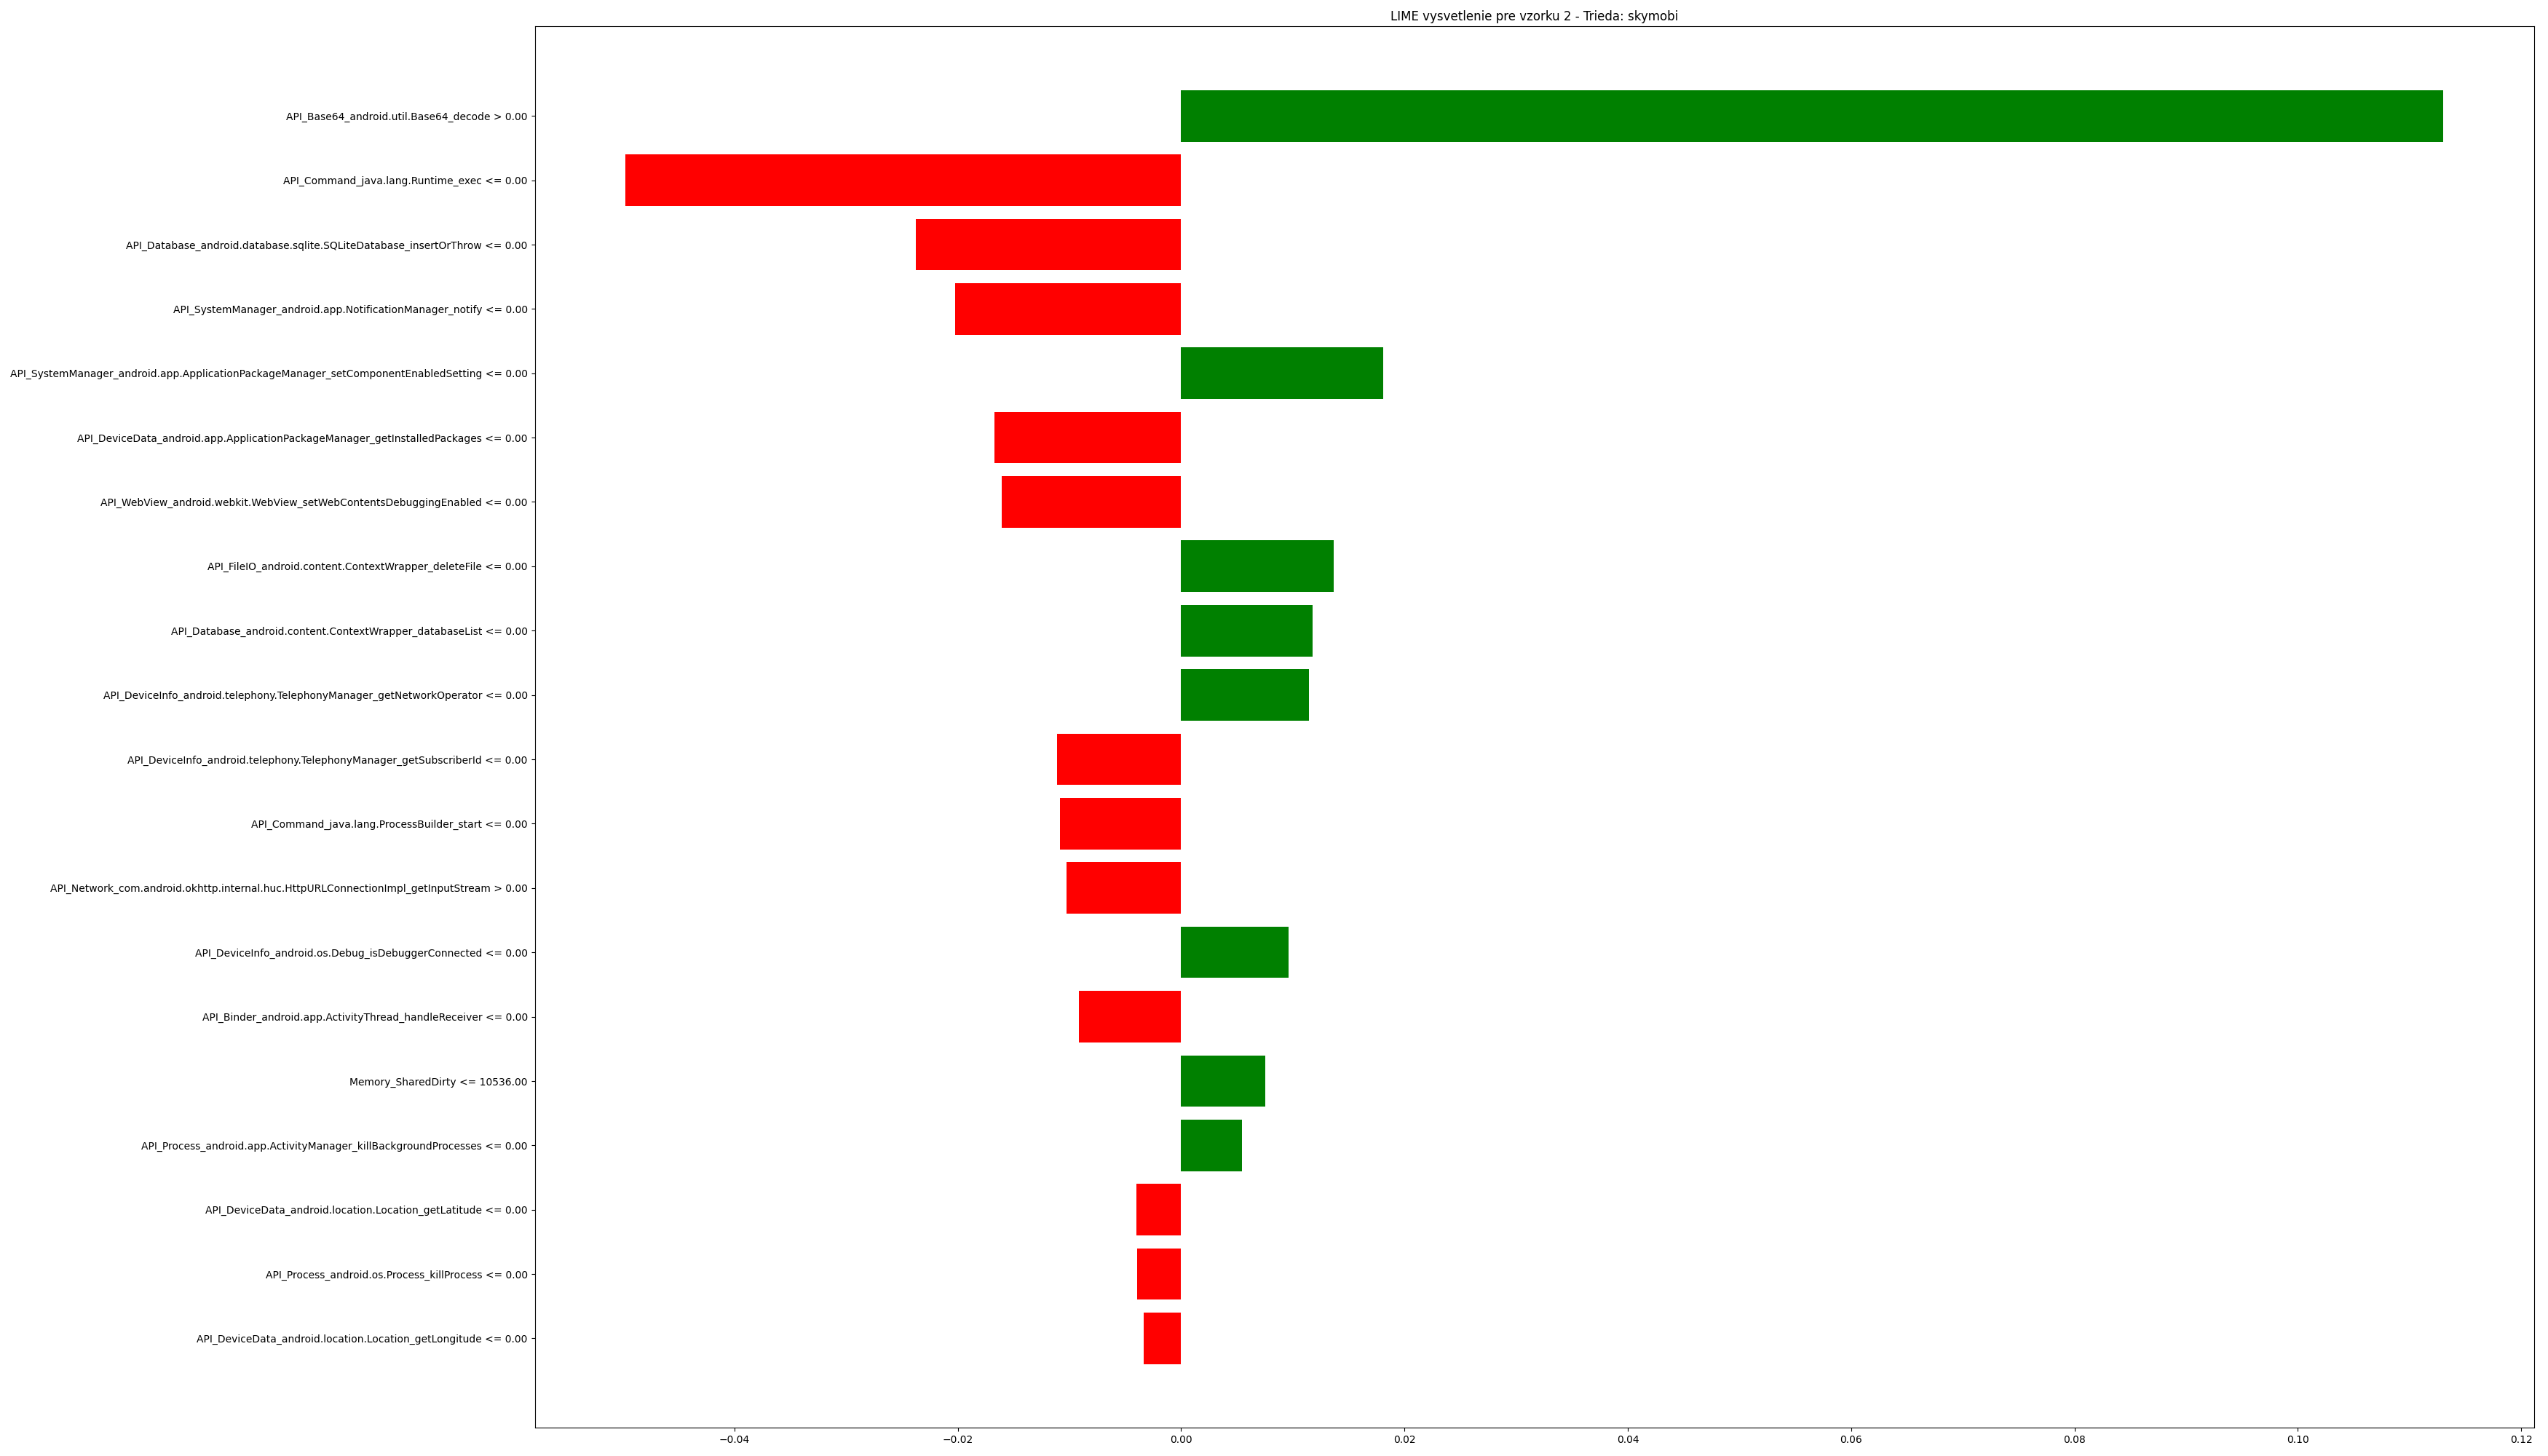 LIME vysvetlenie pre vzorku 2 - Trieda: skymobi
API_Base64_android.util.Base64_decode > 0.00
API_Command_java.lang.Runtime_exec <= 0.00
API_Database_android.database.sqlite.SQLiteDatabase_insertOrThrow <= 0.00
API_SystemManager_android.app.NotificationManager_notify <= 0.00
API_SystemManager_android.app.ApplicationPackageManager_setComponentEnabledSetting <= 0.00
API_DeviceData_android.app.ApplicationPackageManager_getInstalledPackages <= 0.00
API_WebView_android.webkit.WebView_setWebContentsDebuggingEnabled <= 0.00
API_FileIO_android.content.ContextWrapper_deleteFile <= 0.00
API_Database_android.content.ContextWrapper_databaseList <= 0.00
API_DeviceInfo_android.telephony.TelephonyManager_getNetworkOperator <= 0.00
API_DeviceInfo_android.telephony.TelephonyManager_getSubscriberId <= 0.00
API_Command_java.lang.ProcessBuilder_start <= 0.00
API_Network_com.android.okhttp.internal.huc.HttpURLConnectionImpl_getInputStream > 0.00
API_DeviceInfo_android.os.Debug_isDebuggerConnected <= 0.00
API_Binder_android.app.ActivityThread_handleReceiver <= 0.00
Memory_SharedDirty <= 10536.00
API_Process_android.app.ActivityManager_killBackgroundProcesses <= 0.00
API_DeviceData_android.location.Location_getLatitude <= 0.00
API_Process_android.os.Process_killProcess <= 0.00
API_DeviceData_android.location.Location_getLongitude <= 0.00
−0.04 −0.02 0.00 0.02 0.04 0.06 0.08 0.10 0.12